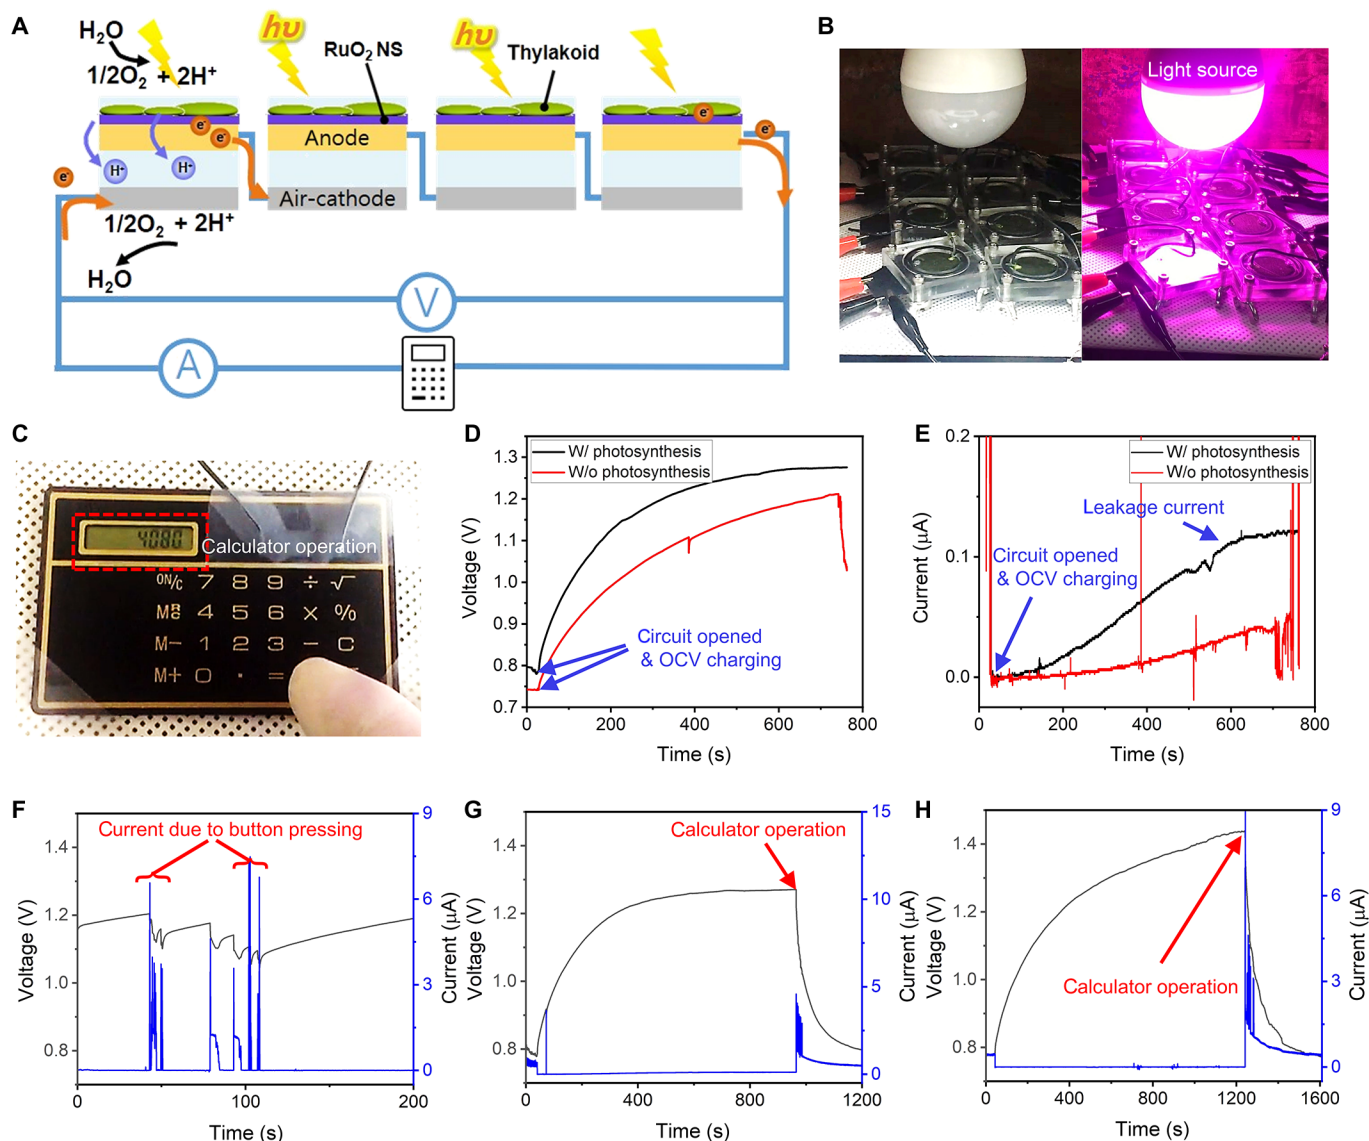 A
H₂O
1/2O₂ + 2H⁺
hυ
RuO₂ NS
hυ
Thylakoid
e⁻
e⁻
e⁻
e⁻
Anode
H⁺
H⁺
e⁻
Air-cathode
1/2O₂ + 2H⁺
H₂O
V
A
B
Light source
C
4080
Calculator operation
ON/C 7 8 9 ÷ √
4 5 6 × %
M− 1 2 3 − C
M+ 0 · =
D
W/ photosynthesis
W/o photosynthesis
Circuit opened
& OCV charging
1.3
1.2
1.1
1.0
0.9
0.8
0.7
Voltage (V)
0 200 400 600 800
Time (s)
E
W/ photosynthesis
W/o photosynthesis
Leakage current
Circuit opened
& OCV charging
0.2
0.1
0.0
Current (µA)
0 200 400 600 800
Time (s)
F
Current due to button pressing
1.4
1.2
1.0
0.8
Voltage (V)
9
6
3
0
Current (µA)
0 100 200
Time (s)
G
Calculator operation
1.4
1.2
1.0
0.8
Voltage (V)
15
10
5
0
Current (µA)
0 400 800 1200
Time (s)
H
Calculator operation
1.4
1.2
1.0
0.8
Voltage (V)
9
6
3
0
Current (µA)
0 400 800 1200 1600
Time (s)